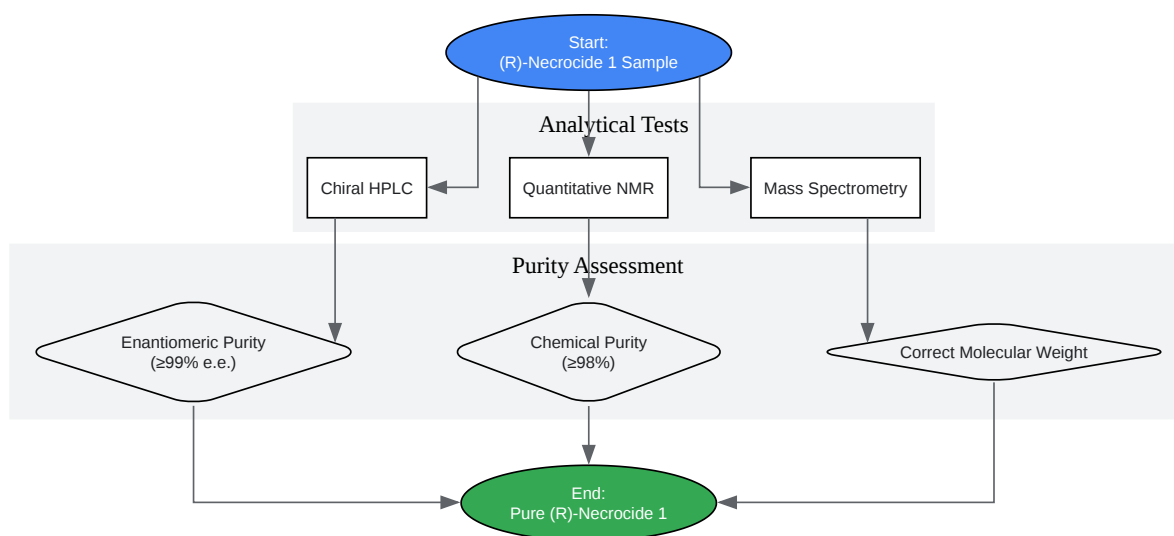 Start:
(R)-Necrocide 1 Sample
Analytical Tests
Chiral HPLC
Quantitative NMR
Mass Spectrometry
Purity Assessment
Enantiomeric Purity
(≥99% e.e.)
Chemical Purity
(≥98%)
Correct Molecular Weight
End:
Pure (R)-Necrocide 1